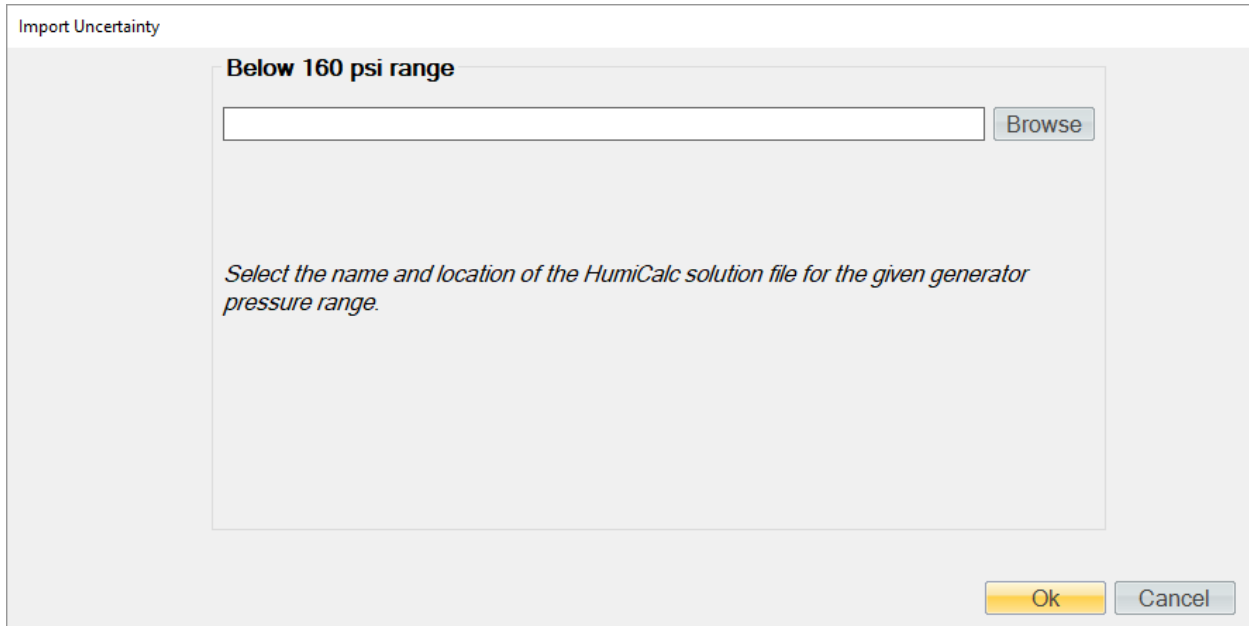 Import Uncertainty
Below 160 psi range
Browse
Select the name and location of the HumiCalc solution file for the given generator
pressure range.
Ok
Cancel